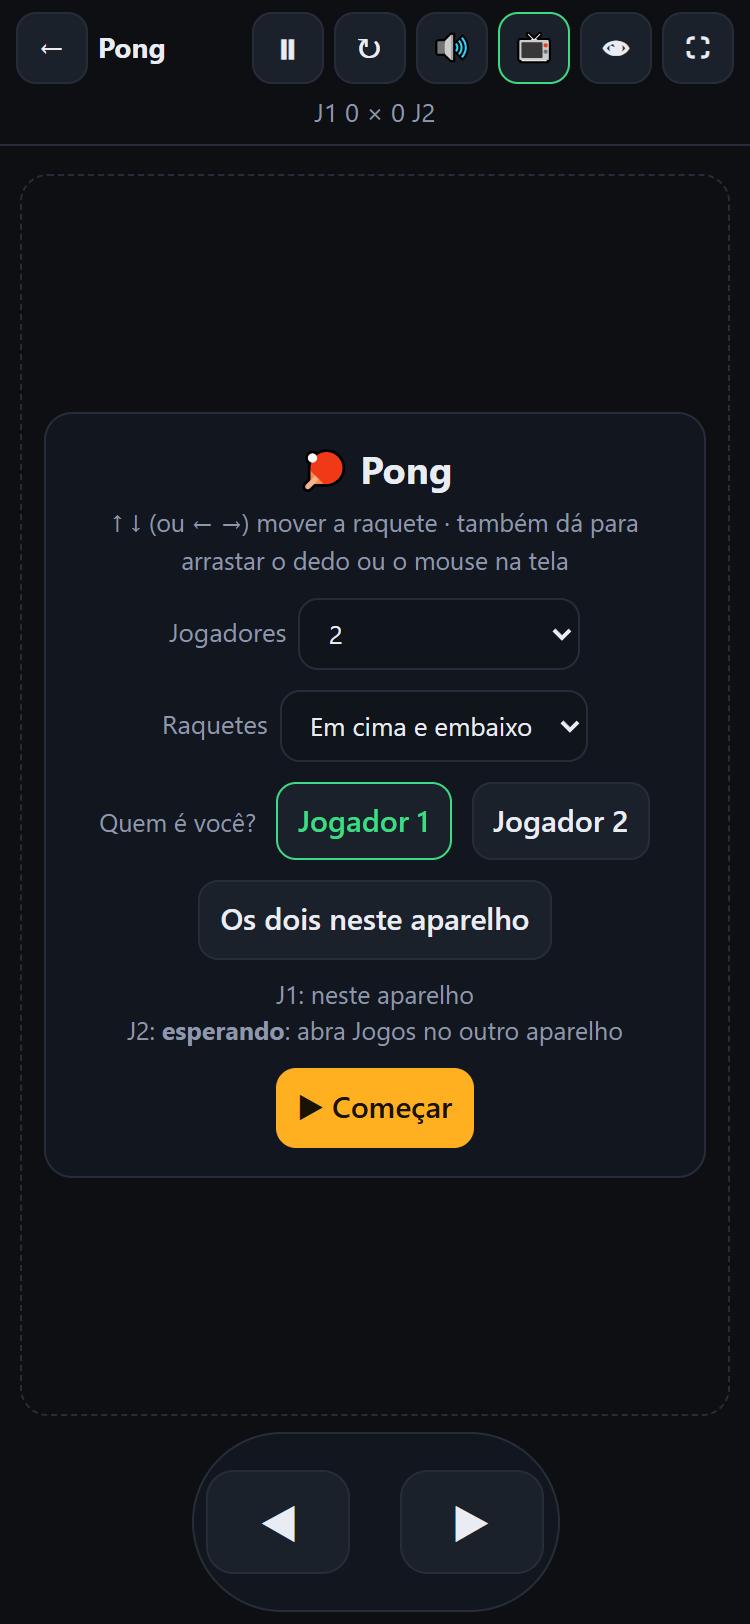 ← Pong
J1 0 × 0 J2
Pong
↑ ↓ (ou ← →) mover a raquete · também dá para
arrastar o dedo ou o mouse na tela
Jogadores 2
Raquetes Em cima e embaixo
Quem é você? Jogador 1 Jogador 2
Os dois neste aparelho
J1: neste aparelho
J2: esperando: abra Jogos no outro aparelho
▶ Começar
◀ ▶